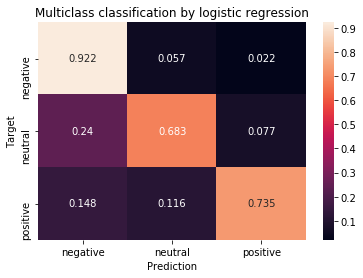 Multiclass classification by logistic regression
negative
neutral
positive
Target
0.922 0.057 0.022
0.24 0.683 0.077
0.148 0.116 0.735
negative neutral positive
Prediction
0.9
0.8
0.7
0.6
0.5
0.4
0.3
0.2
0.1